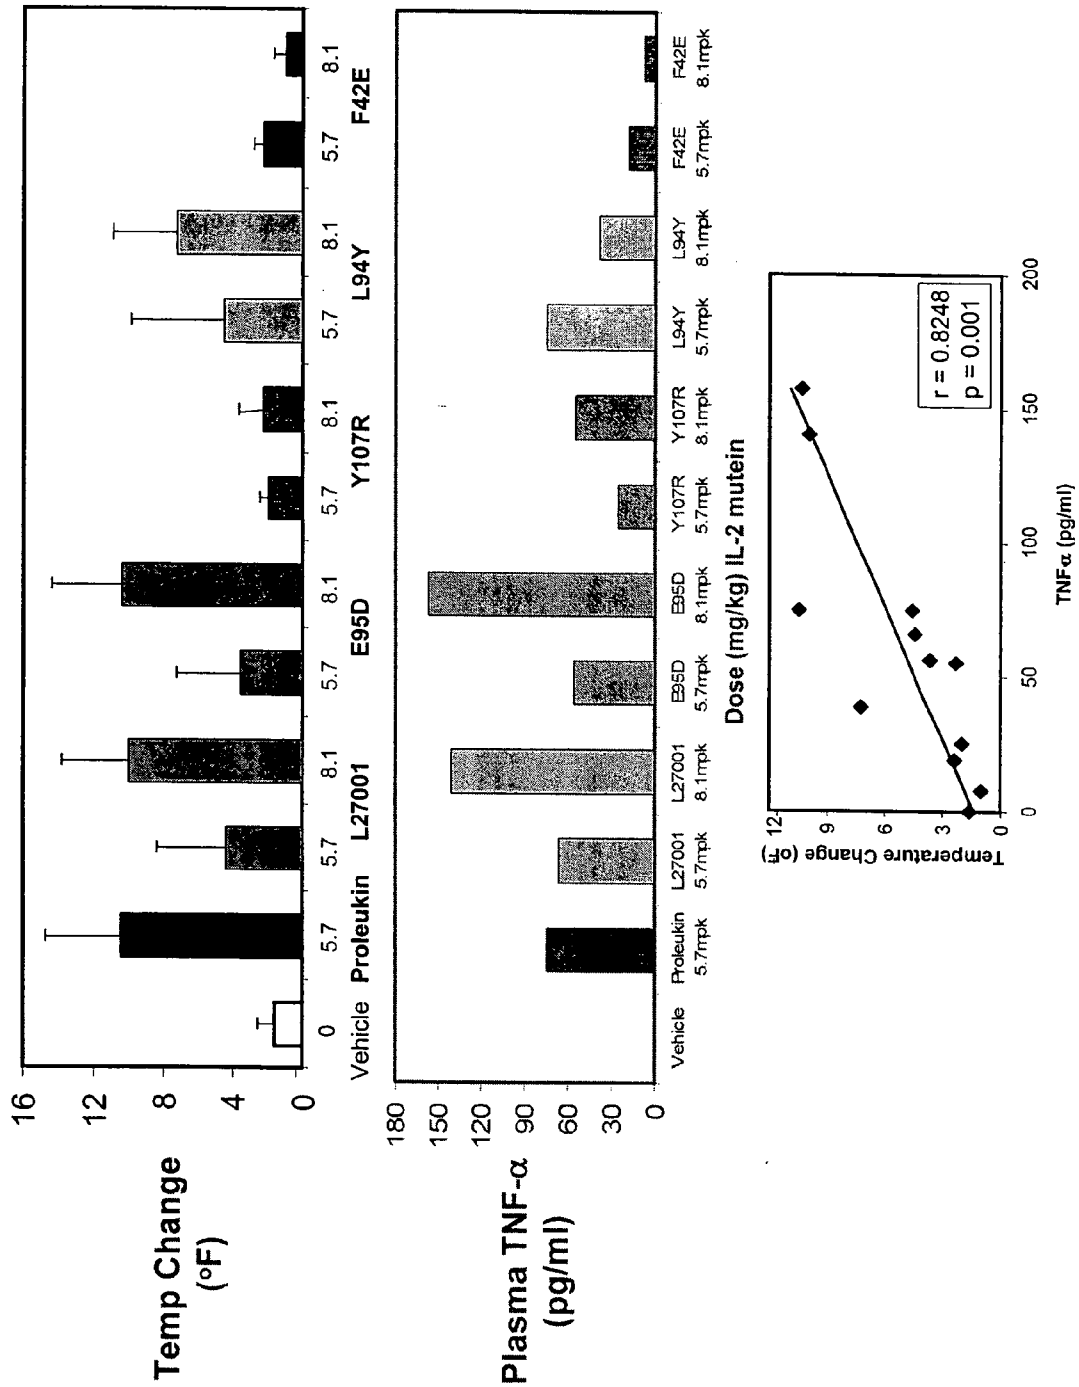 Temp Change
(oF)
16
12
8
4
0
0
5.7
5.7
8.1
5.7
8.1
5.7
8.1
5.7
8.1
5.7
8.1
Vehicle Proleukin L27001 E95D Y107R L94Y F42E
Plasma TNF-α
(pg/ml)
180
150
120
90
60
30
0
Vehicle
Proleukin
5.7mpk
L27001
5.7mpk
L27001
8.1mpk
E95D
5.7mpk
E95D
8.1mpk
Y107R
5.7mpk
Y107R
8.1mpk
L94Y
5.7mpk
L94Y
8.1mpk
F42E
5.7mpk
F42E
8.1mpk
Dose (mg/kg) IL-2 mutein
Temperature Change (oF)
12
9
6
3
0
0
50
100
150
200
TNFα (pg/ml)
r = 0.8248
p = 0.001